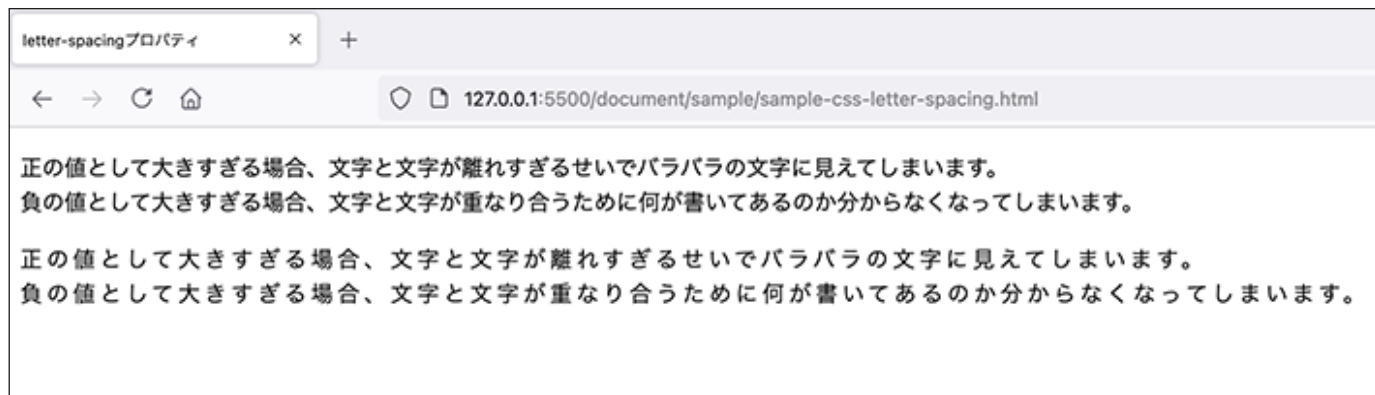 letter-spacingプロパティ
127.0.0.1:5500/document/sample/sample-css-letter-spacing.html
正の値として大きすぎる場合、文字と文字が離れすぎるせいでバラバラの文字に見えてしまいます。
負の値として大きすぎる場合、文字と文字が重なり合うために何が書いてあるのか分からなくなってしまいます。
正の値として大きすぎる場合、文字と文字が離れすぎるせいでバラバラの文字に見えてしまいます。
負の値として大きすぎる場合、文字と文字が重なり合うために何が書いてあるのか分からなくなってしまいます。